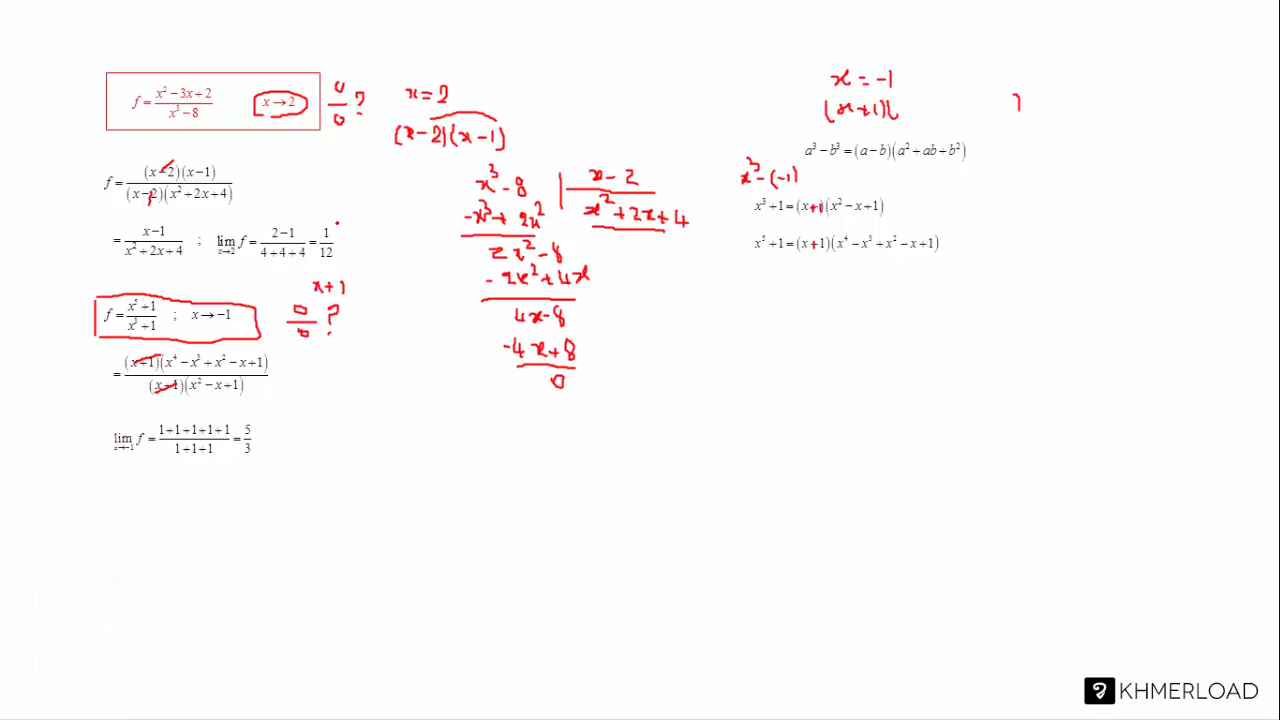 f = (x² − 3x + 2)/(x³ − 8)    x → 2
0/0 ?
f = ((x − 2)(x − 1))/((x − 2)(x² + 2x + 4))
= (x − 1)/(x² + 2x + 4) ; lim x→2 f = (2 − 1)/(4 + 4 + 4) = 1/12
x + 1
f = (x⁵ + 1)/(x³ + 1) ; x → −1
0/0 ?
= ((x + 1)(x⁴ − x³ + x² − x + 1))/((x + 1)(x² − x + 1))
lim x→−1 f = (1 + 1 + 1 + 1 + 1)/(1 + 1 + 1) = 5/3
x = 2
(x − 2)(x − 1)
x³ − 8 | x − 2
− x³ + 2x² | x² + 2x + 4
2x² − 8
− 2x² + 4x
4x − 8
−4x + 8
0
x = −1
(x + 1)(
a³ − b³ = (a − b)(a² + ab + b²)
x³ − (−1)
x³ + 1 = (x + 1)(x² − x + 1)
x⁵ + 1 = (x + 1)(x⁴ − x³ + x² − x + 1)
KHMERLOAD